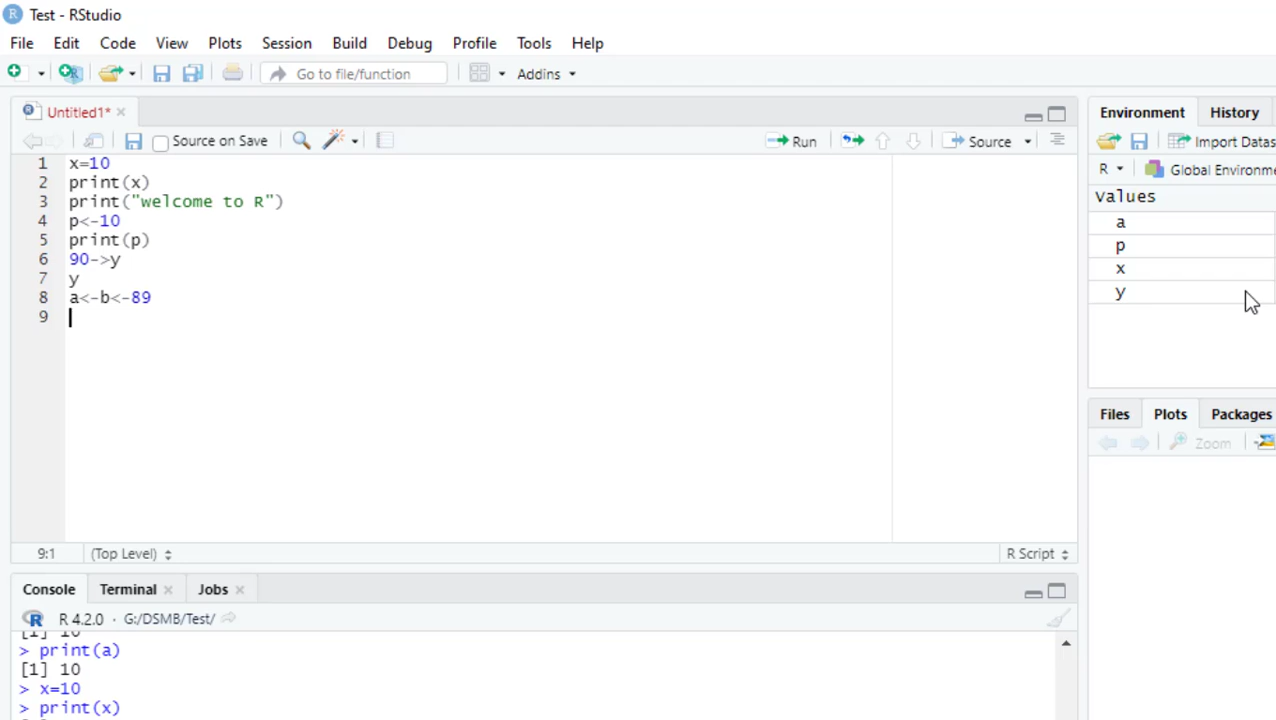 Test - RStudio
File Edit Code View Plots Session Build Debug Profile Tools Help
Go to file/function Addins
Untitled1*
Source on Save Run Source
1 x=10
2 print(x)
3 print("welcome to R")
4 p<-10
5 print(p)
6 90->y
7 y
8 a<-b<-89
9
9:1 (Top Level) R Script
Console Terminal Jobs
R 4.2.0 · G:/DSMB/Test/
[1] 10
> print(a)
[1] 10
> x=10
> print(x)
Environment History
Import Datas
R Global Environme
Values
a
p
x
y
Files Plots Packages
Zoom